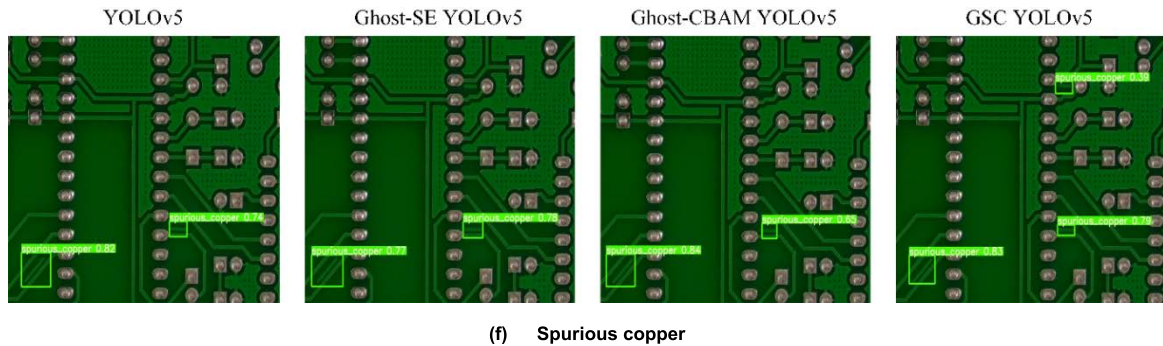 YOLOv5 Ghost-SE YOLOv5 Ghost-CBAM YOLOv5 GSC YOLOv5
spurious_copper 0.74
spurious_copper 0.82
spurious_copper 0.78
spurious_copper 0.77
spurious_copper 0.65
spurious_copper 0.84
spurious_copper 0.39
spurious_copper 0.79
spurious_copper 0.83
(f) Spurious copper